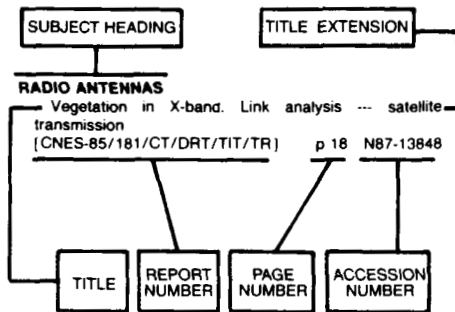 SUBJECT HEADING
TITLE EXTENSION
RADIO ANTENNAS
Vegetation in X-band. Link analysis --- satellite
transmission
[CNES-85/181/CT/DRT/TIT/TR] p 18 N87-13848
TITLE
REPORT NUMBER
PAGE NUMBER
ACCESSION NUMBER